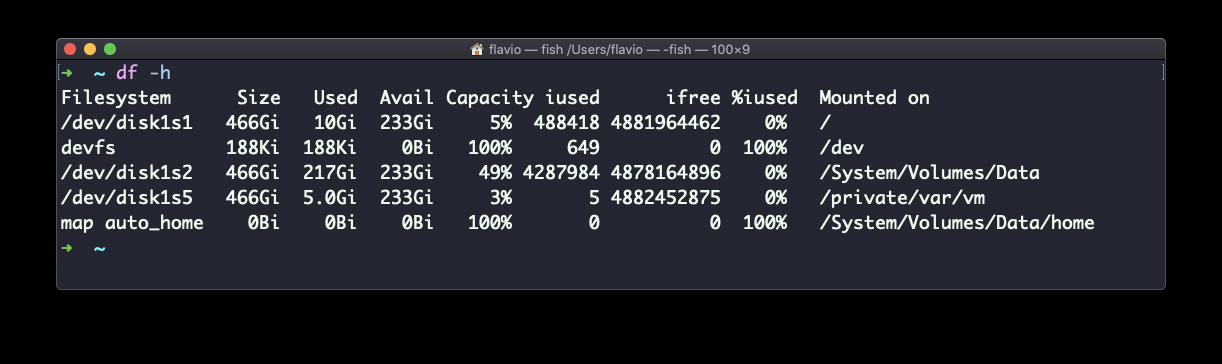 flavio — fish /Users/flavio — -fish — 100×9
➜  ~ df -h
Filesystem      Size   Used  Avail Capacity iused      ifree %iused  Mounted on
/dev/disk1s1   466Gi   10Gi  233Gi     5%  488418 4881964462    0%   /
devfs          188Ki  188Ki    0Bi   100%     649          0  100%   /dev
/dev/disk1s2   466Gi  217Gi  233Gi    49% 4287984 4878164896    0%   /System/Volumes/Data
/dev/disk1s5   466Gi  5.0Gi  233Gi     3%       5 4882452875    0%   /private/var/vm
map auto_home    0Bi    0Bi    0Bi   100%       0          0  100%   /System/Volumes/Data/home
➜  ~